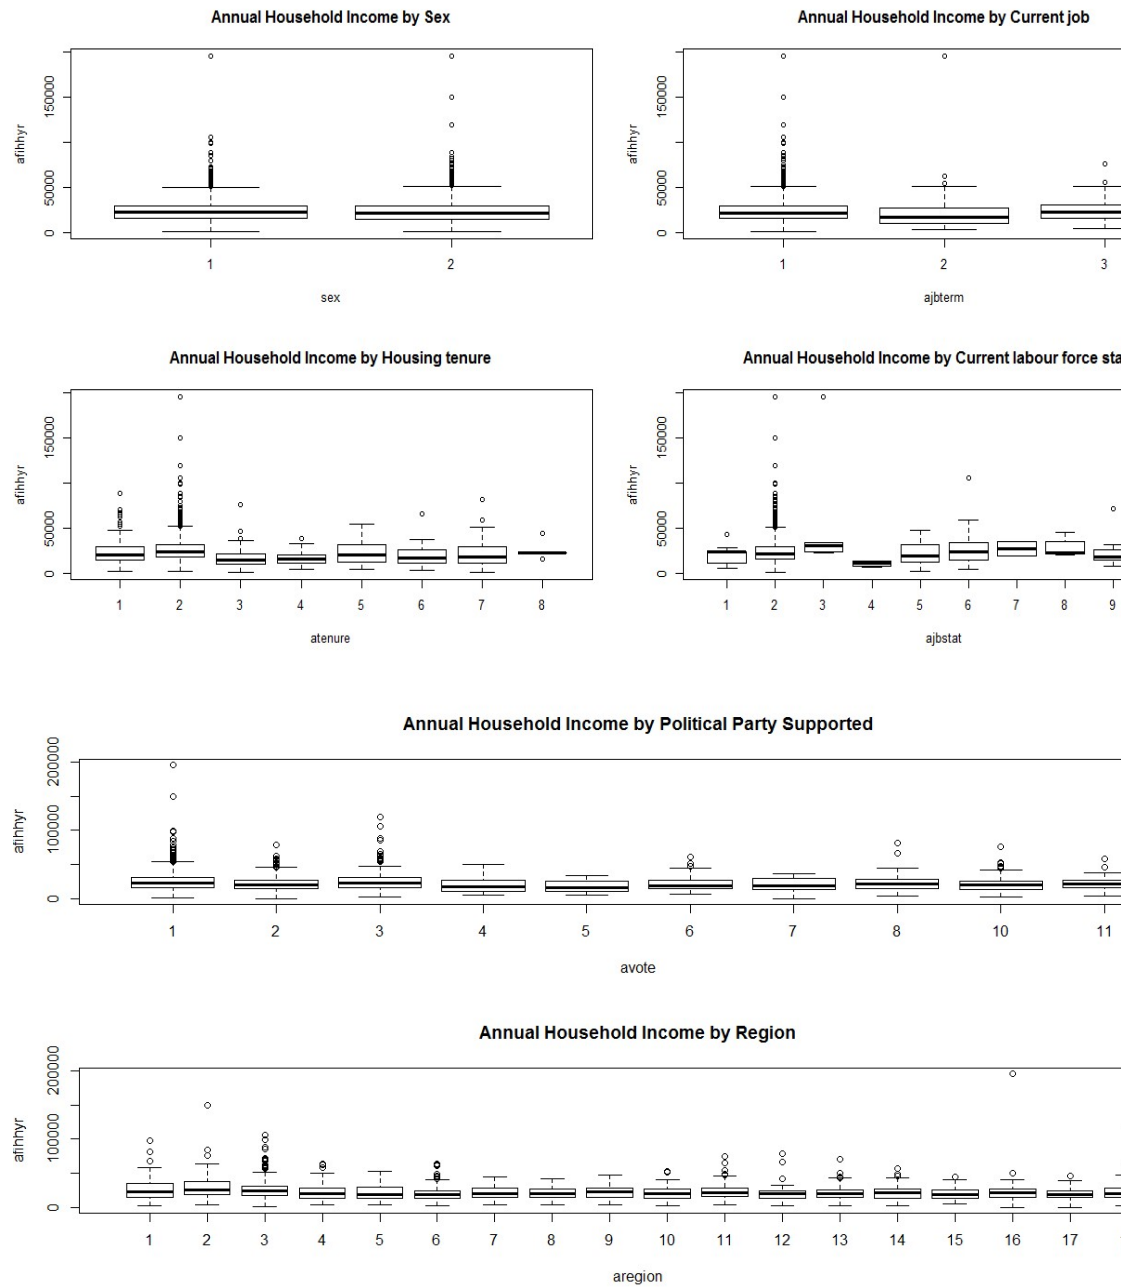 Annual Household Income by Sex
afihhyr
150000
50000
0
1 2
sex
Annual Household Income by Current job
afihhyr
150000
50000
0
1 2 3
ajbterm
Annual Household Income by Housing tenure
afihhyr
150000
50000
0
1 2 3 4 5 6 7 8
atenure
Annual Household Income by Current labour force sta
afihhyr
150000
50000
0
1 2 3 4 5 6 7 8 9
ajbstat
Annual Household Income by Political Party Supported
afihhyr
200000
100000
0
1 2 3 4 5 6 7 8 10 11
avote
Annual Household Income by Region
afihhyr
200000
100000
0
1 2 3 4 5 6 7 8 9 10 11 12 13 14 15 16 17
aregion